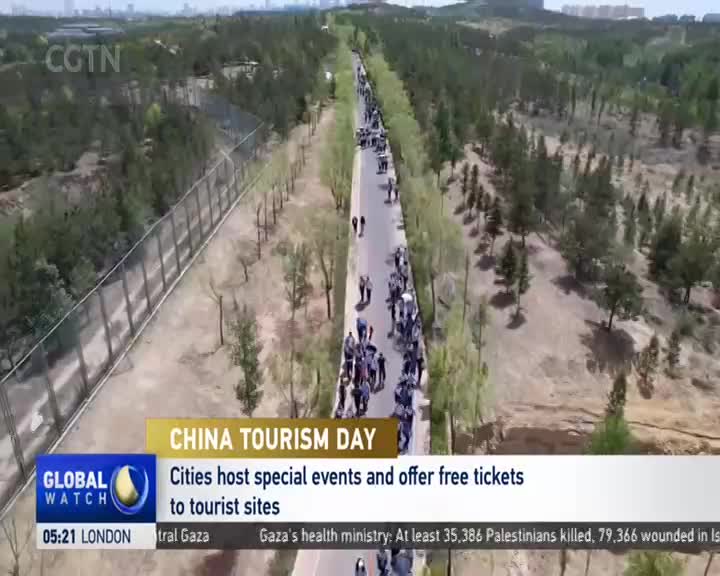 CGTN
CHINA TOURISM DAY
Cities host special events and offer free tickets
to tourist sites
GLOBAL
WATCH
05:21 LONDON
ntral Gaza Gaza's health ministry: At least 35,386 Palestinians killed, 79,366 wounded in Is